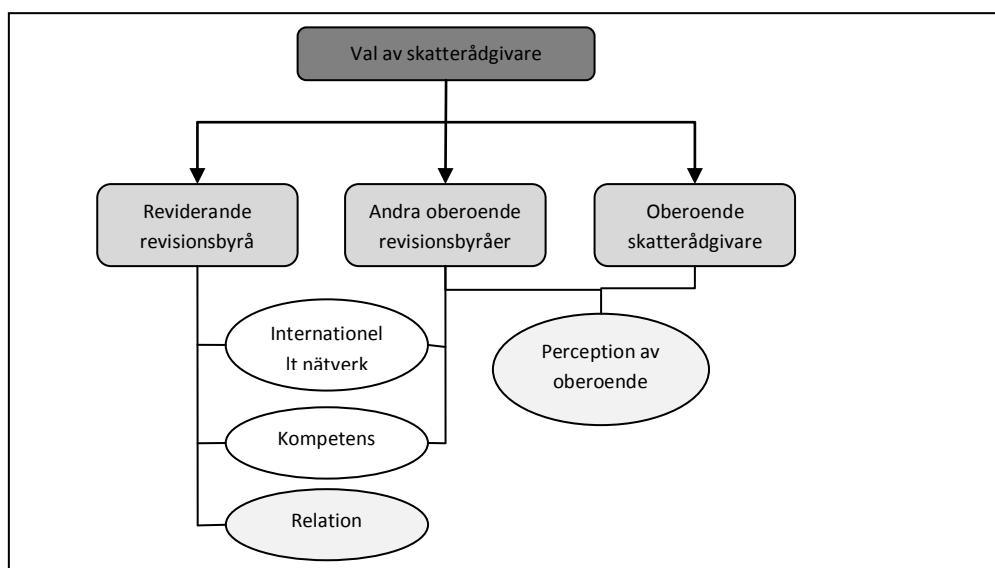 Val av skatterådgivare
Reviderande
revisionsbyrå
Andra oberoende
revisionsbyråer
Oberoende
skatterådgivare
Internationel
lt nätverk
Perception av
oberoende
Kompetens
Relation